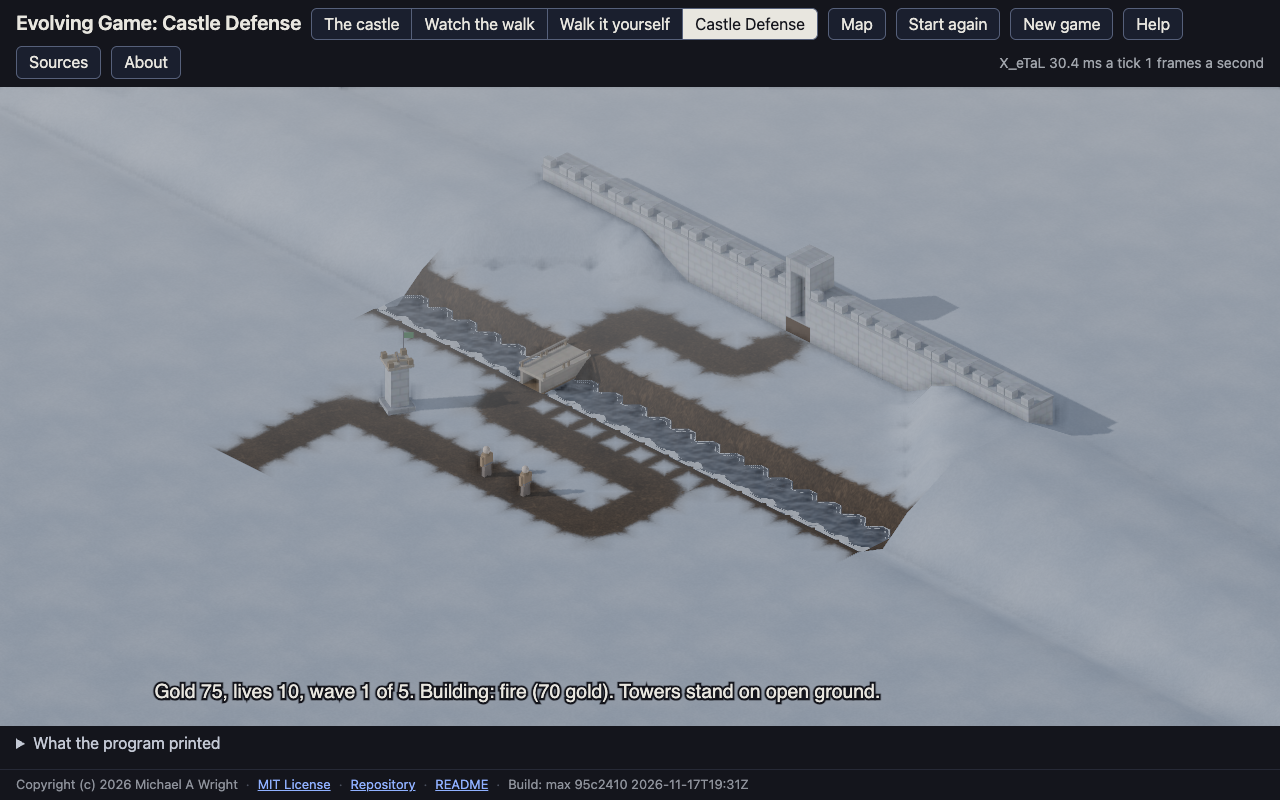 Evolving Game: Castle Defense The castle Watch the walk Walk it yourself Castle Defense Map Start again New game Help
Sources About X_eTaL 30.4 ms a tick 1 frames a second
Gold 75, lives 10, wave 1 of 5. Building: fire (70 gold). Towers stand on open ground.
▶ What the program printed
Copyright (c) 2026 Michael A Wright · MIT License · Repository · README · Build: max 95c2410 2026-11-17T19:31Z